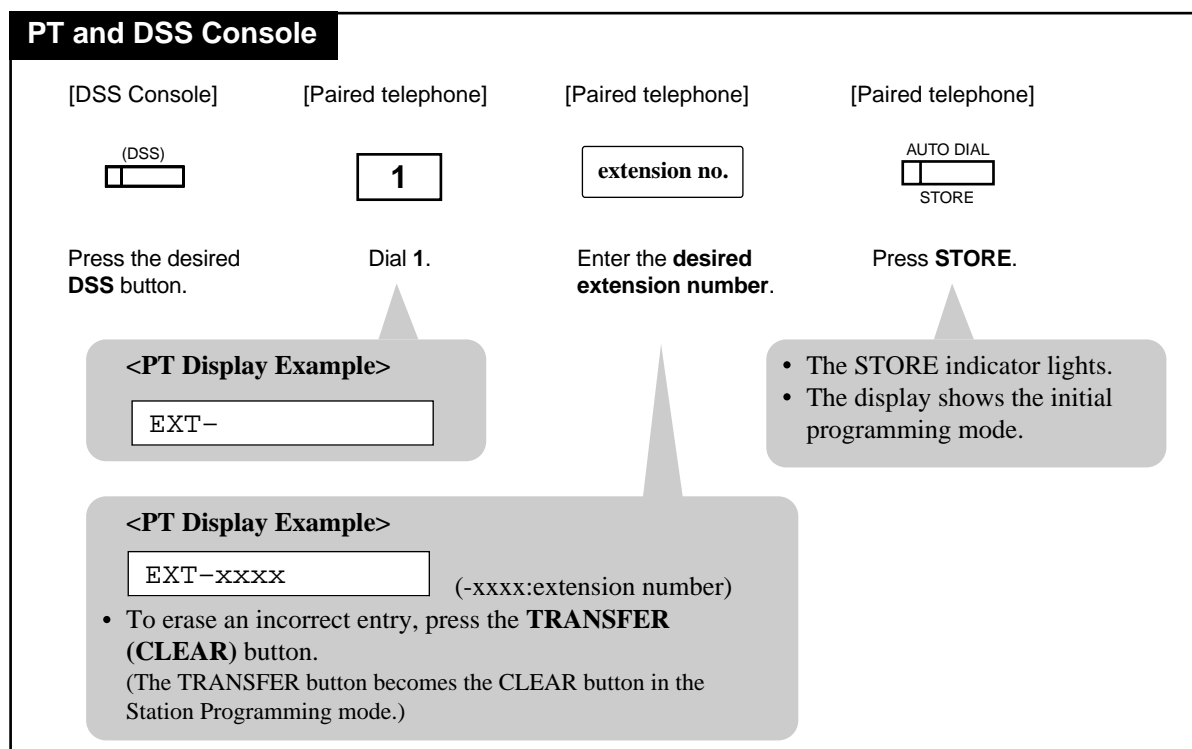 PT and DSS Console
[DSS Console] [Paired telephone] [Paired telephone] [Paired telephone]
(DSS) 1 extension no. AUTO DIAL
STORE
Press the desired Dial 1. Enter the desired Press STORE.
DSS button. extension number.
<PT Display Example>
EXT-
• The STORE indicator lights.
• The display shows the initial
programming mode.
<PT Display Example>
EXT-xxxx (-xxxx:extension number)
• To erase an incorrect entry, press the TRANSFER
(CLEAR) button.
(The TRANSFER button becomes the CLEAR button in the
Station Programming mode.)